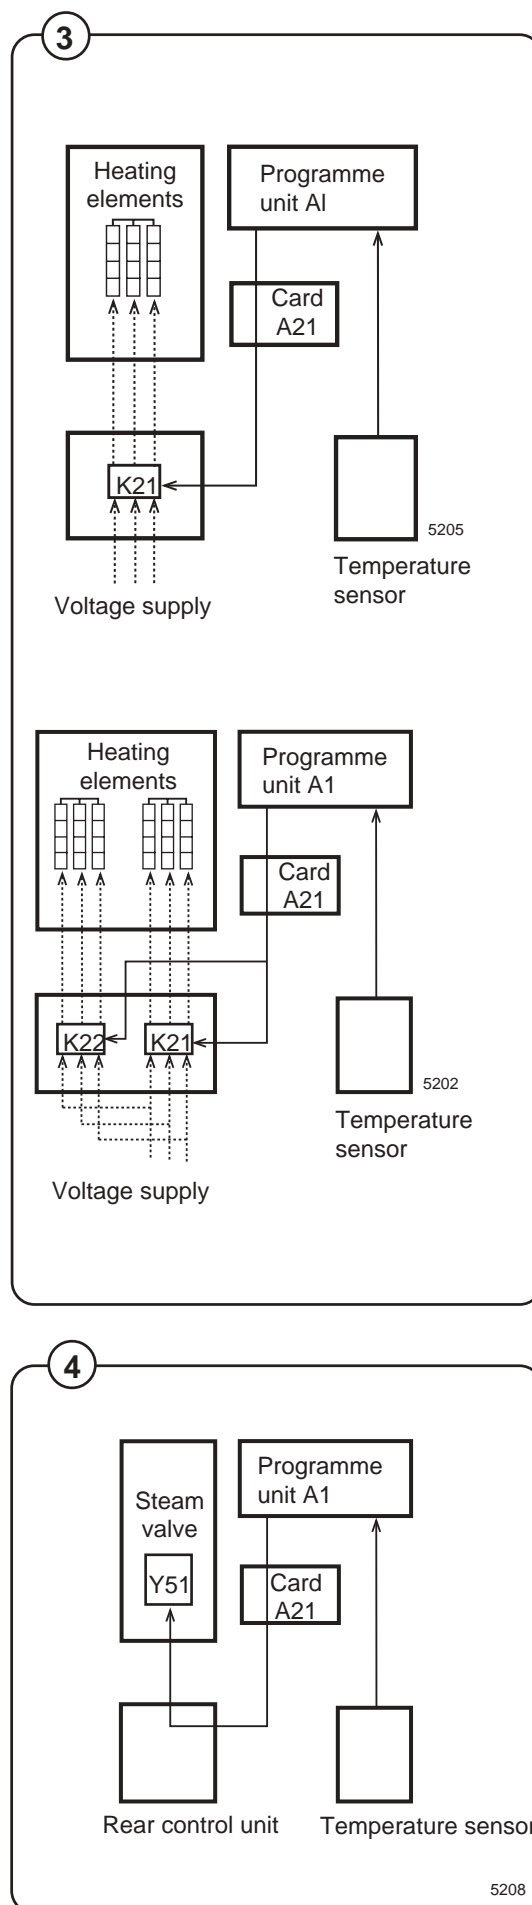 3
Heating
elements
Programme
unit AI
Card
A21
K21
5205
Temperature
sensor
Voltage supply
Heating
elements
Programme
unit A1
Card
A21
K22
K21
5202
Temperature
sensor
Voltage supply
4
Steam
valve
Y51
Programme
unit A1
Card
A21
Rear control unit
Temperature sensor
5208